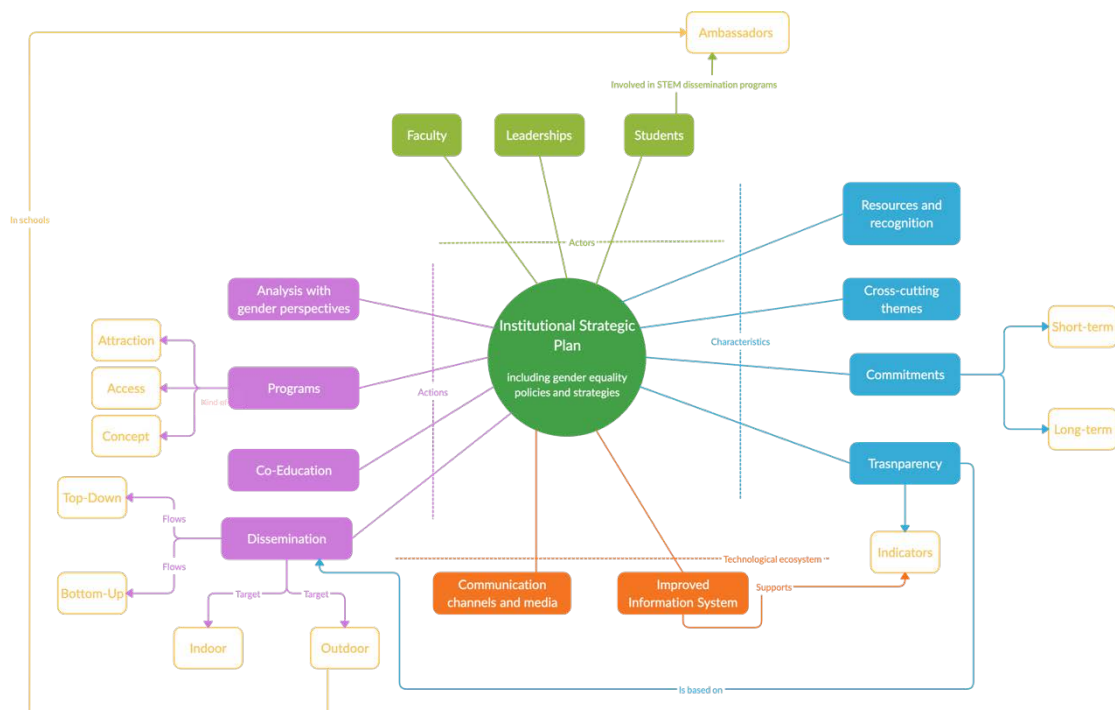 Ambassadors
Involved in STEM dissemination programs
Faculty
Leaderships
Students
In schools
Actors
Resources and
recognition
Analysis with
gender perspectives
Cross-cutting
themes
Institutional Strategic
Plan
including gender equality
policies and strategies
Characteristics
Short-term
Attraction
Access
Concept
Programs
Actions
Commitments
Long-term
Co-Education
Trasnparency
Top-Down
Flows
Dissemination
Flows
Bottom-Up
Technological ecosystem
Indicators
Communication
channels and media
Improved
Information System
Supports
Target
Target
Indoor
Outdoor
Is based on